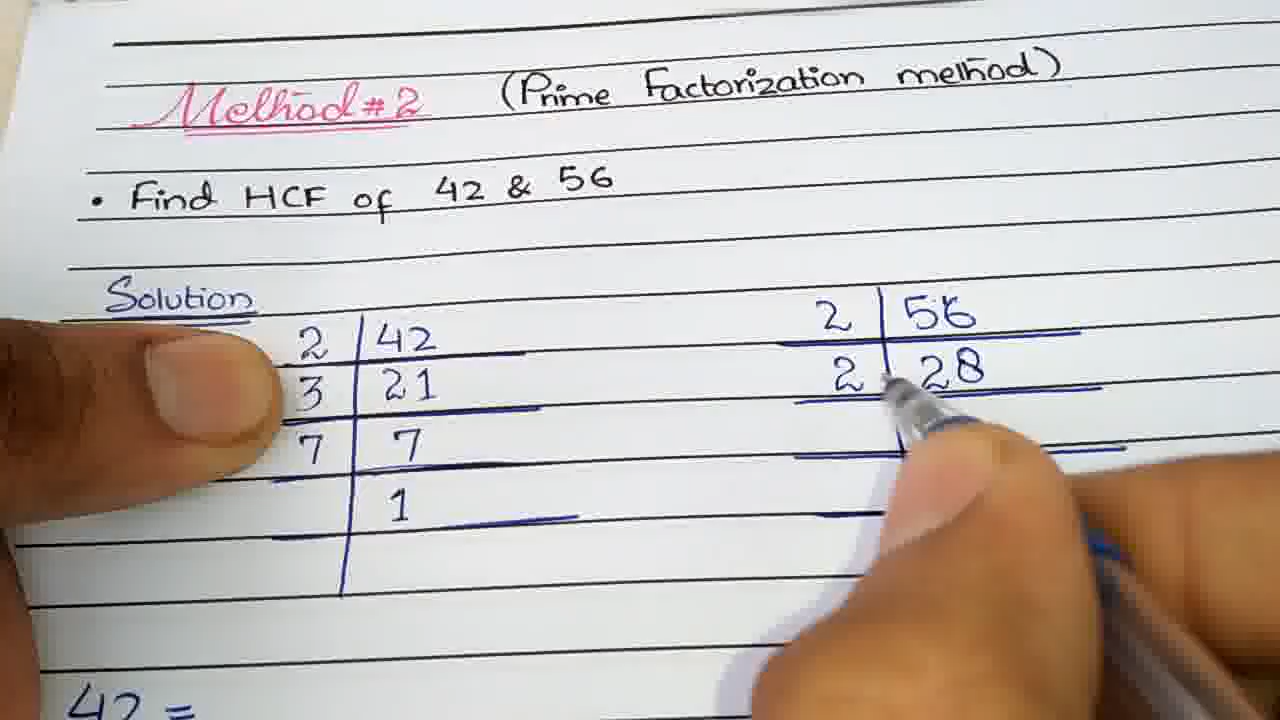 Method #2 (Prime Factorization method)
• Find HCF of 42 & 56
Solution
2 | 42
3 | 21
7 | 7
1
2 | 56
2 | 28
42 =